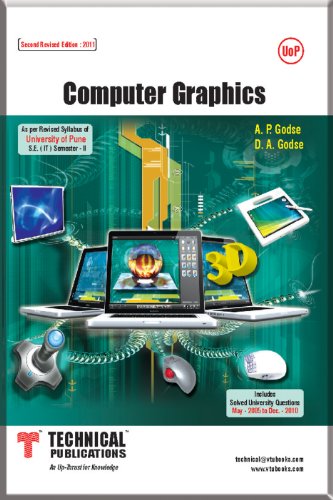 Second Revised Edition : 2011
UoP
Computer Graphics
As per Revised Syllabus of
University of Pune
S.E. ( IT ) Semester - II
A. P. Godse
D. A. Godse
3D
Includes
Solved University Questions
May - 2005 to Dec. - 2010
TECHNICAL™
PUBLICATIONS
An Up-Thrust for Knowledge
technical@vtubooks.com
www.vtubooks.com